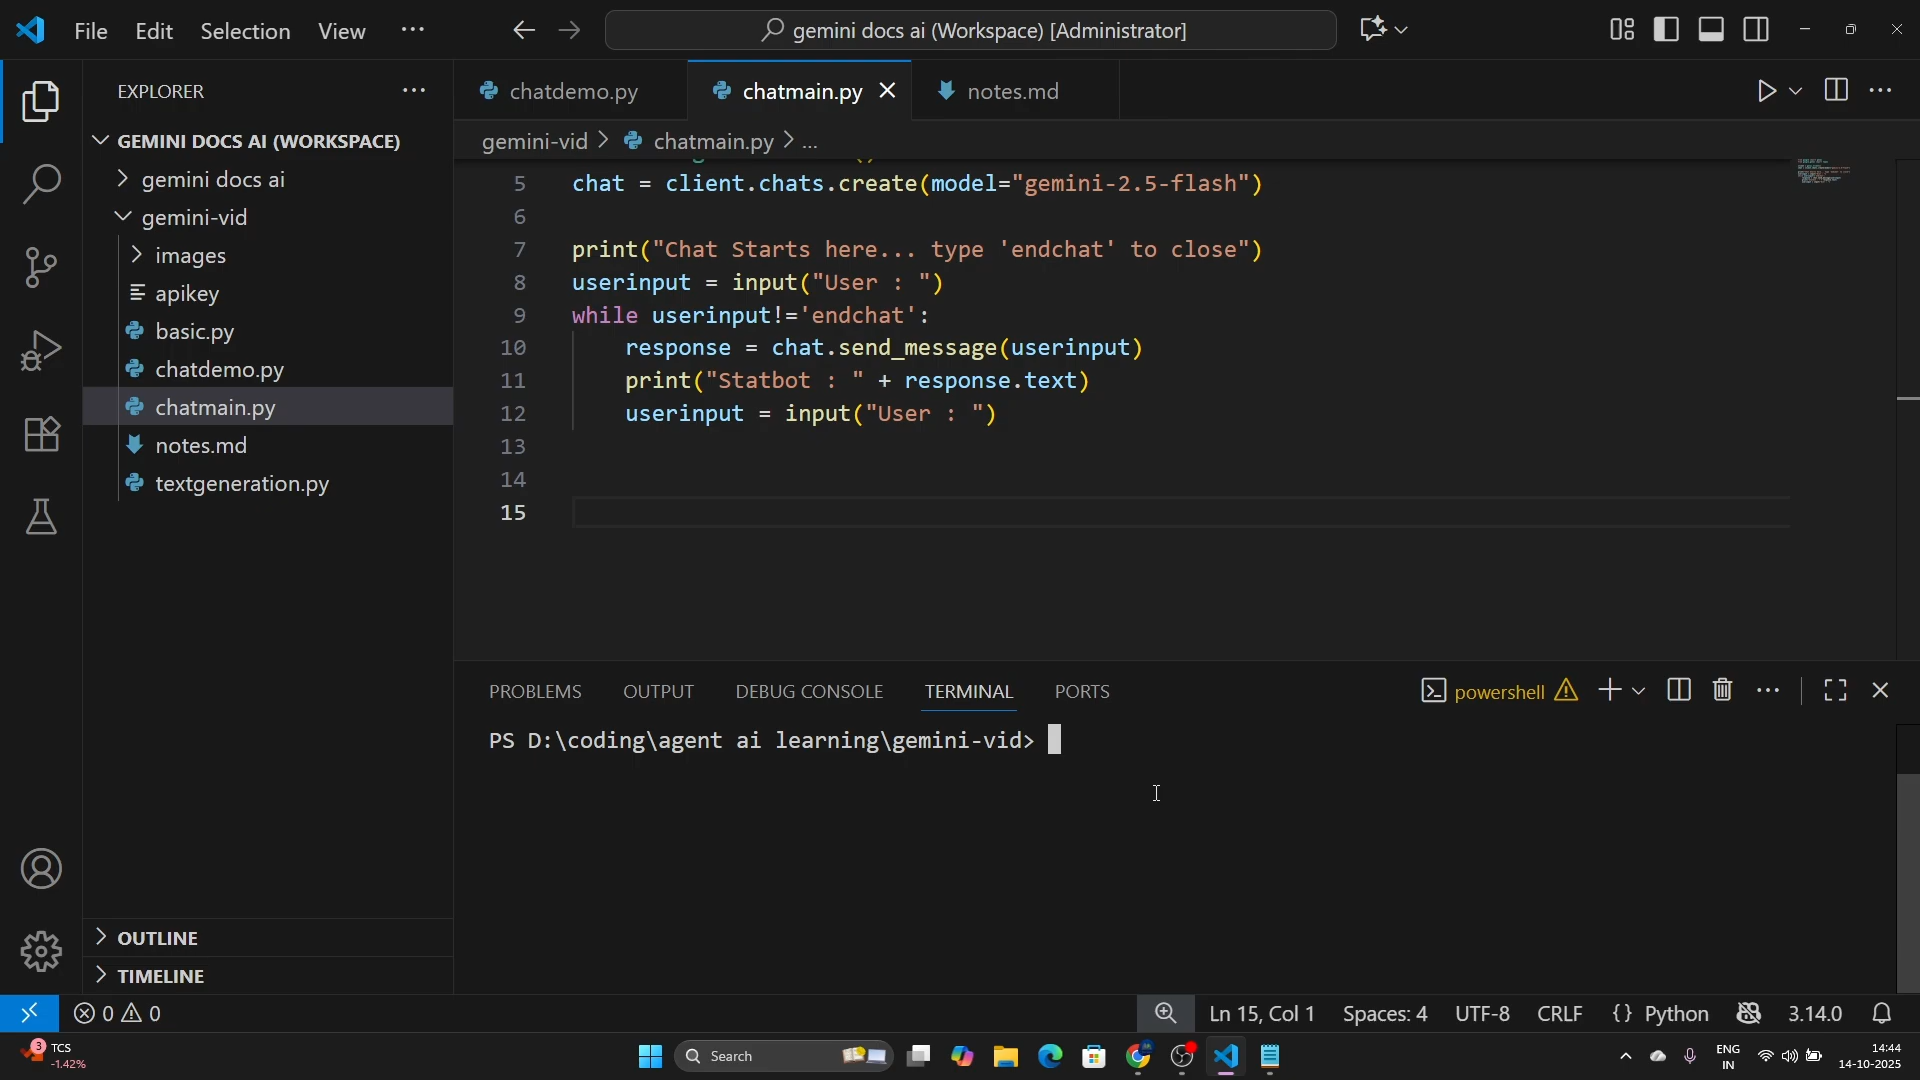 File Edit Selection View ···
gemini docs ai (Workspace) [Administrator]
EXPLORER
GEMINI DOCS AI (WORKSPACE)
gemini docs ai
gemini-vid
images
apikey
basic.py
chatdemo.py
chatmain.py
notes.md
textgeneration.py
OUTLINE
TIMELINE
chatdemo.py chatmain.py notes.md
gemini-vid > chatmain.py > ...
5 chat = client.chats.create(model="gemini-2.5-flash")
6
7 print("Chat Starts here... type 'endchat' to close")
8 userinput = input("User : ")
9 while userinput!='endchat':
10 response = chat.send_message(userinput)
11 print("Statbot : " + response.text)
12 userinput = input("User : ")
13
14
15
PROBLEMS OUTPUT DEBUG CONSOLE TERMINAL PORTS
powershell
PS D:\coding\agent ai learning\gemini-vid>
0 0
Ln 15, Col 1 Spaces: 4 UTF-8 CRLF {} Python 3.14.0
3 TCS
-1.42%
Search
ENG
IN
14:44
14-10-2025